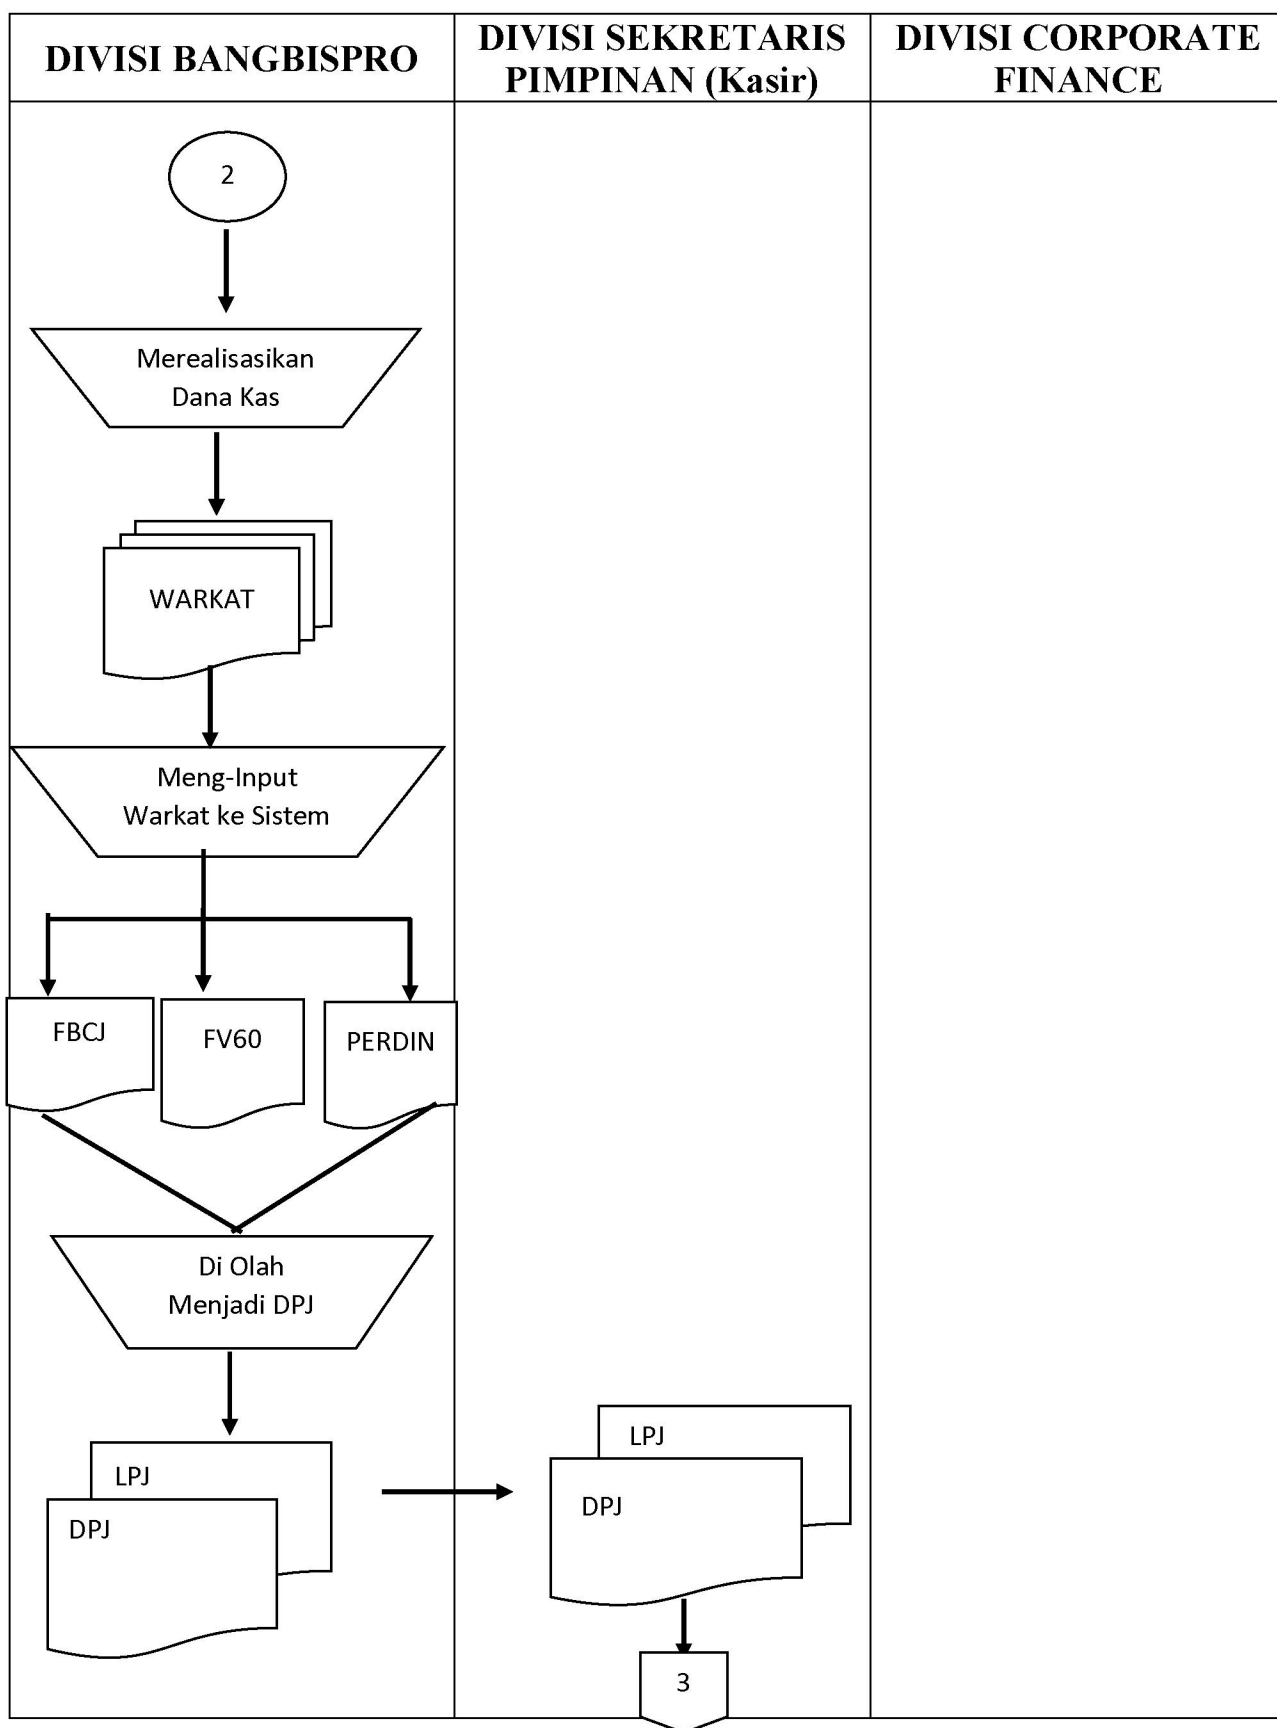 DIVISI BANGBISPRO
DIVISI SEKRETARIS
PIMPINAN (Kasir)
DIVISI CORPORATE
FINANCE
2
Merealisasikan
Dana Kas
WARKAT
Meng-Input
Warkat ke Sistem
FBCJ
FV60
PERDIN
Di Olah
Menjadi DPJ
LPJ
DPJ
LPJ
DPJ
3